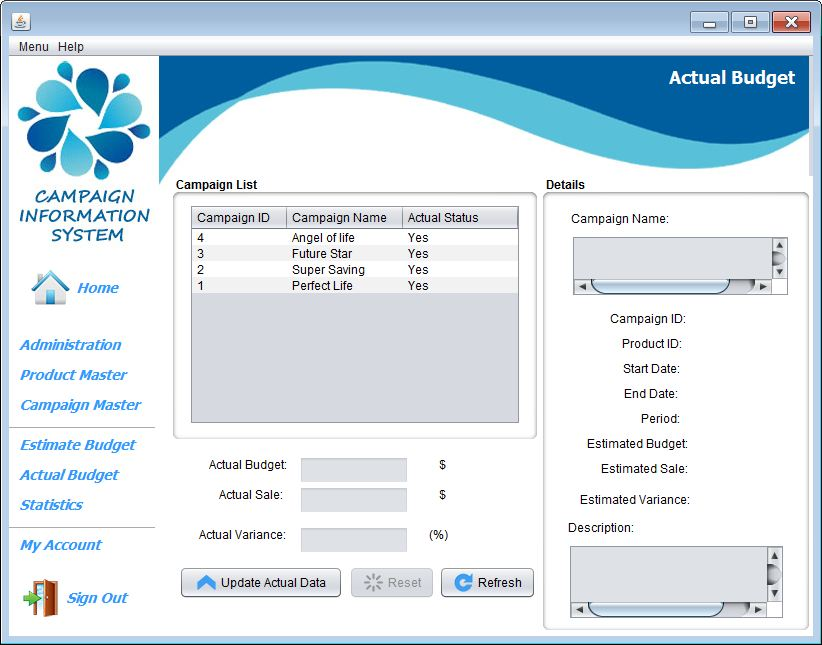 Menu Help
Actual Budget
CAMPAIGN
INFORMATION
SYSTEM
Home
Administration
Product Master
Campaign Master
Estimate Budget
Actual Budget
Statistics
My Account
Sign Out
Campaign List
Campaign ID Campaign Name Actual Status
4 Angel of life Yes
3 Future Star Yes
2 Super Saving Yes
1 Perfect Life Yes
Actual Budget: $
Actual Sale: $
Actual Variance: (%)
Update Actual Data Reset Refresh
Details
Campaign Name:
Campaign ID:
Product ID:
Start Date:
End Date:
Period:
Estimated Budget:
Estimated Sale:
Estimated Variance:
Description: